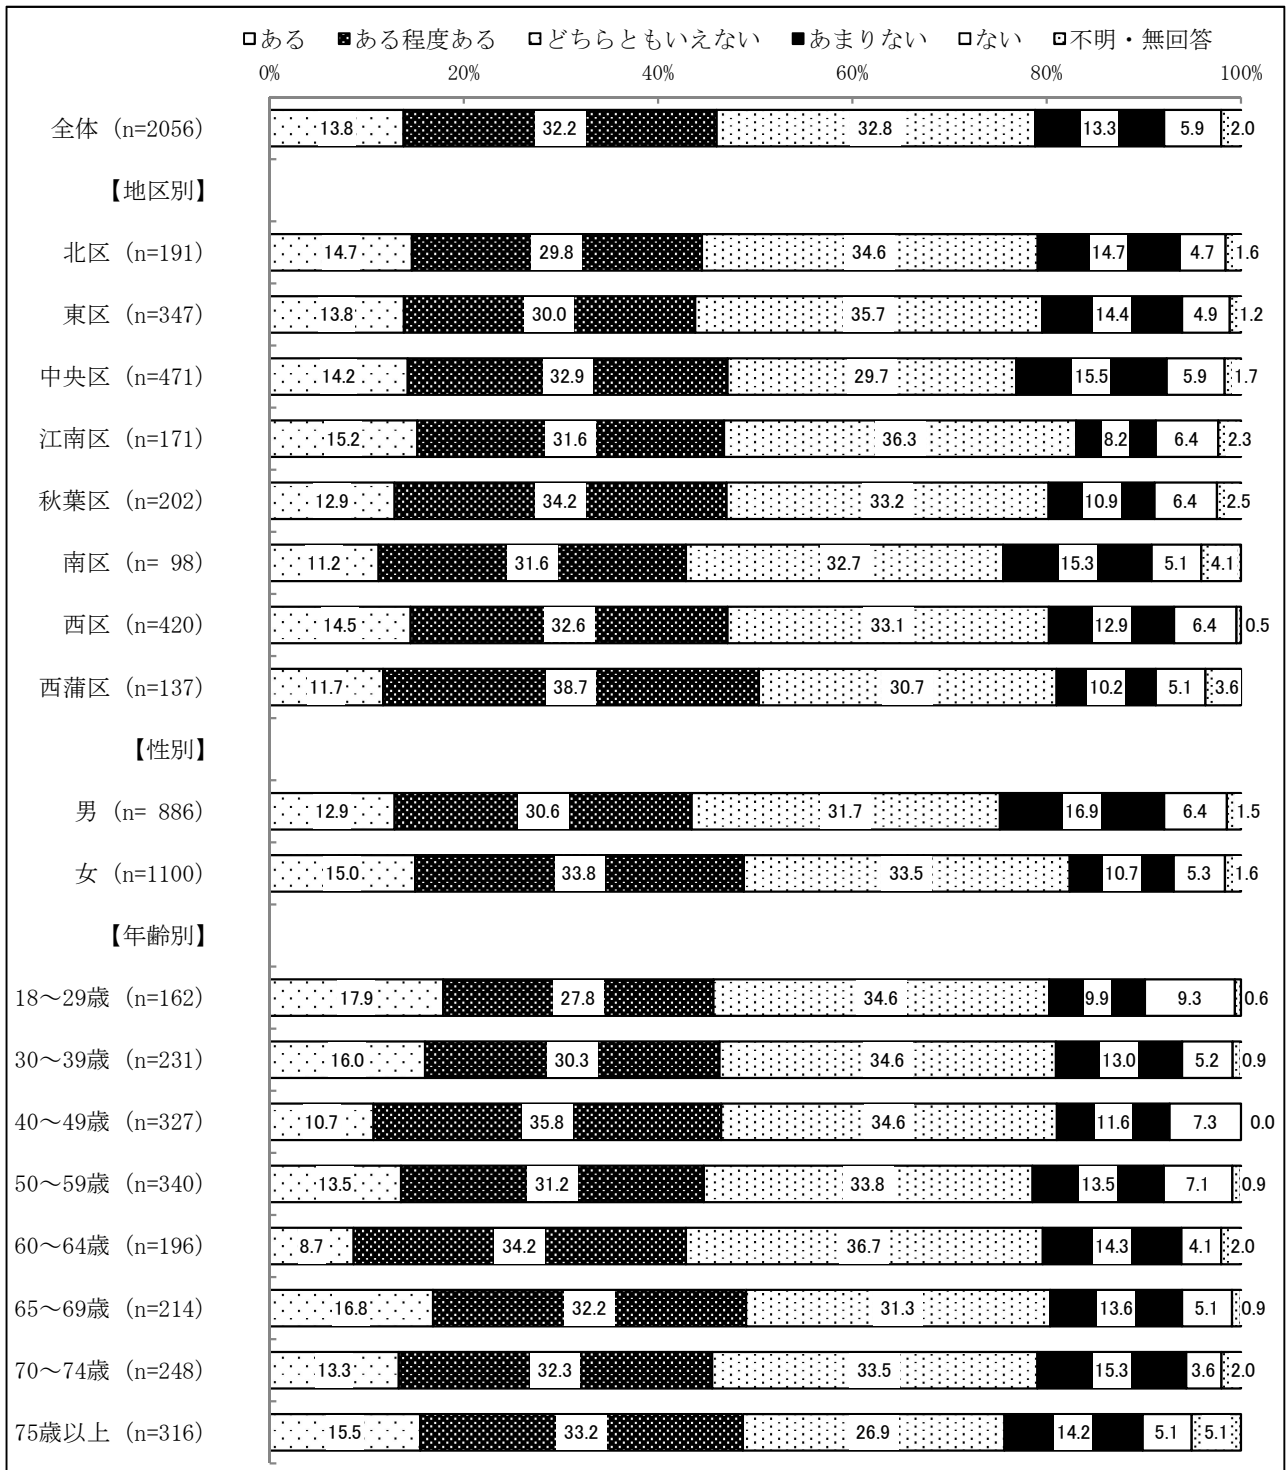 ある ある程度ある どちらともいえない あまりない ない 不明・無回答
0% 20% 40% 60% 80% 100%
全体 (n=2056) 13.8 32.2 32.8 13.3 5.9 2.0
【地区別】
北区 (n=191) 14.7 29.8 34.6 14.7 4.7 1.6
東区 (n=347) 13.8 30.0 35.7 14.4 4.9 1.2
中央区 (n=471) 14.2 32.9 29.7 15.5 5.9 1.7
江南区 (n=171) 15.2 31.6 36.3 8.2 6.4 2.3
秋葉区 (n=202) 12.9 34.2 33.2 10.9 6.4 2.5
南区 (n= 98) 11.2 31.6 32.7 15.3 5.1 4.1
西区 (n=420) 14.5 32.6 33.1 12.9 6.4 0.5
西蒲区 (n=137) 11.7 38.7 30.7 10.2 5.1 3.6
【性別】
男 (n= 886) 12.9 30.6 31.7 16.9 6.4 1.5
女 (n=1100) 15.0 33.8 33.5 10.7 5.3 1.6
【年齢別】
18～29歳 (n=162) 17.9 27.8 34.6 9.9 9.3 0.6
30～39歳 (n=231) 16.0 30.3 34.6 13.0 5.2 0.9
40～49歳 (n=327) 10.7 35.8 34.6 11.6 7.3 0.0
50～59歳 (n=340) 13.5 31.2 33.8 13.5 7.1 0.9
60～64歳 (n=196) 8.7 34.2 36.7 14.3 4.1 2.0
65～69歳 (n=214) 16.8 32.2 31.3 13.6 5.1 0.9
70～74歳 (n=248) 13.3 32.3 33.5 15.3 3.6 2.0
75歳以上 (n=316) 15.5 33.2 26.9 14.2 5.1 5.1